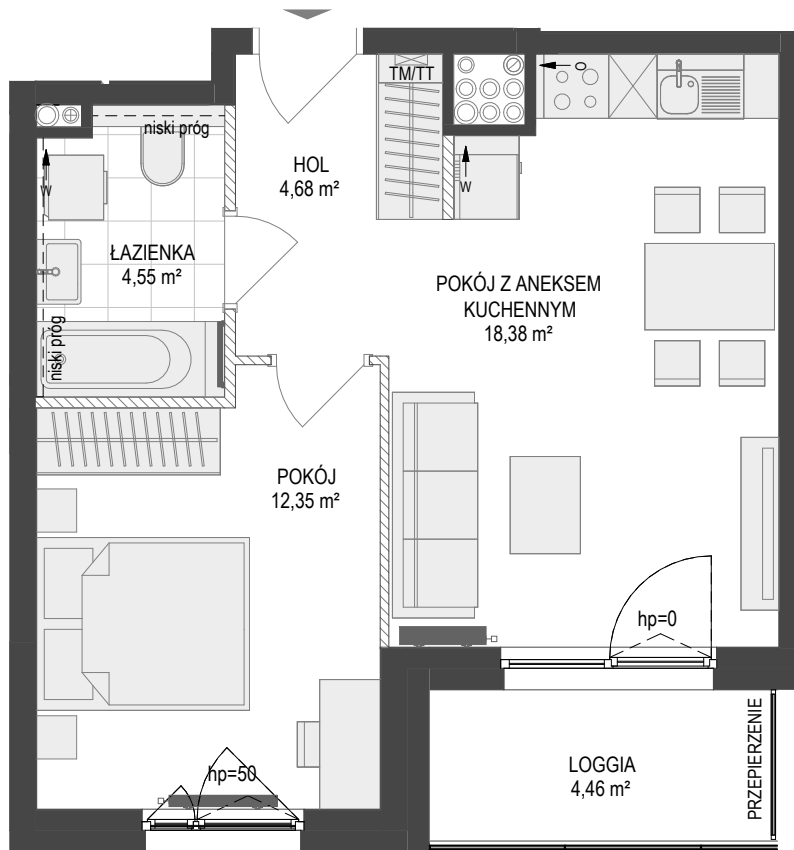 TM/TT
O
niski próg
W
W
HOL
4,68 m²
ŁAZIENKA
4,55 m²
POKÓJ Z ANEKSEM
KUCHENNYM
18,38 m²
niski próg
POKÓJ
12,35 m²
hp=0
hp=50
LOGGIA
4,46 m²
PRZEPIERZENIE